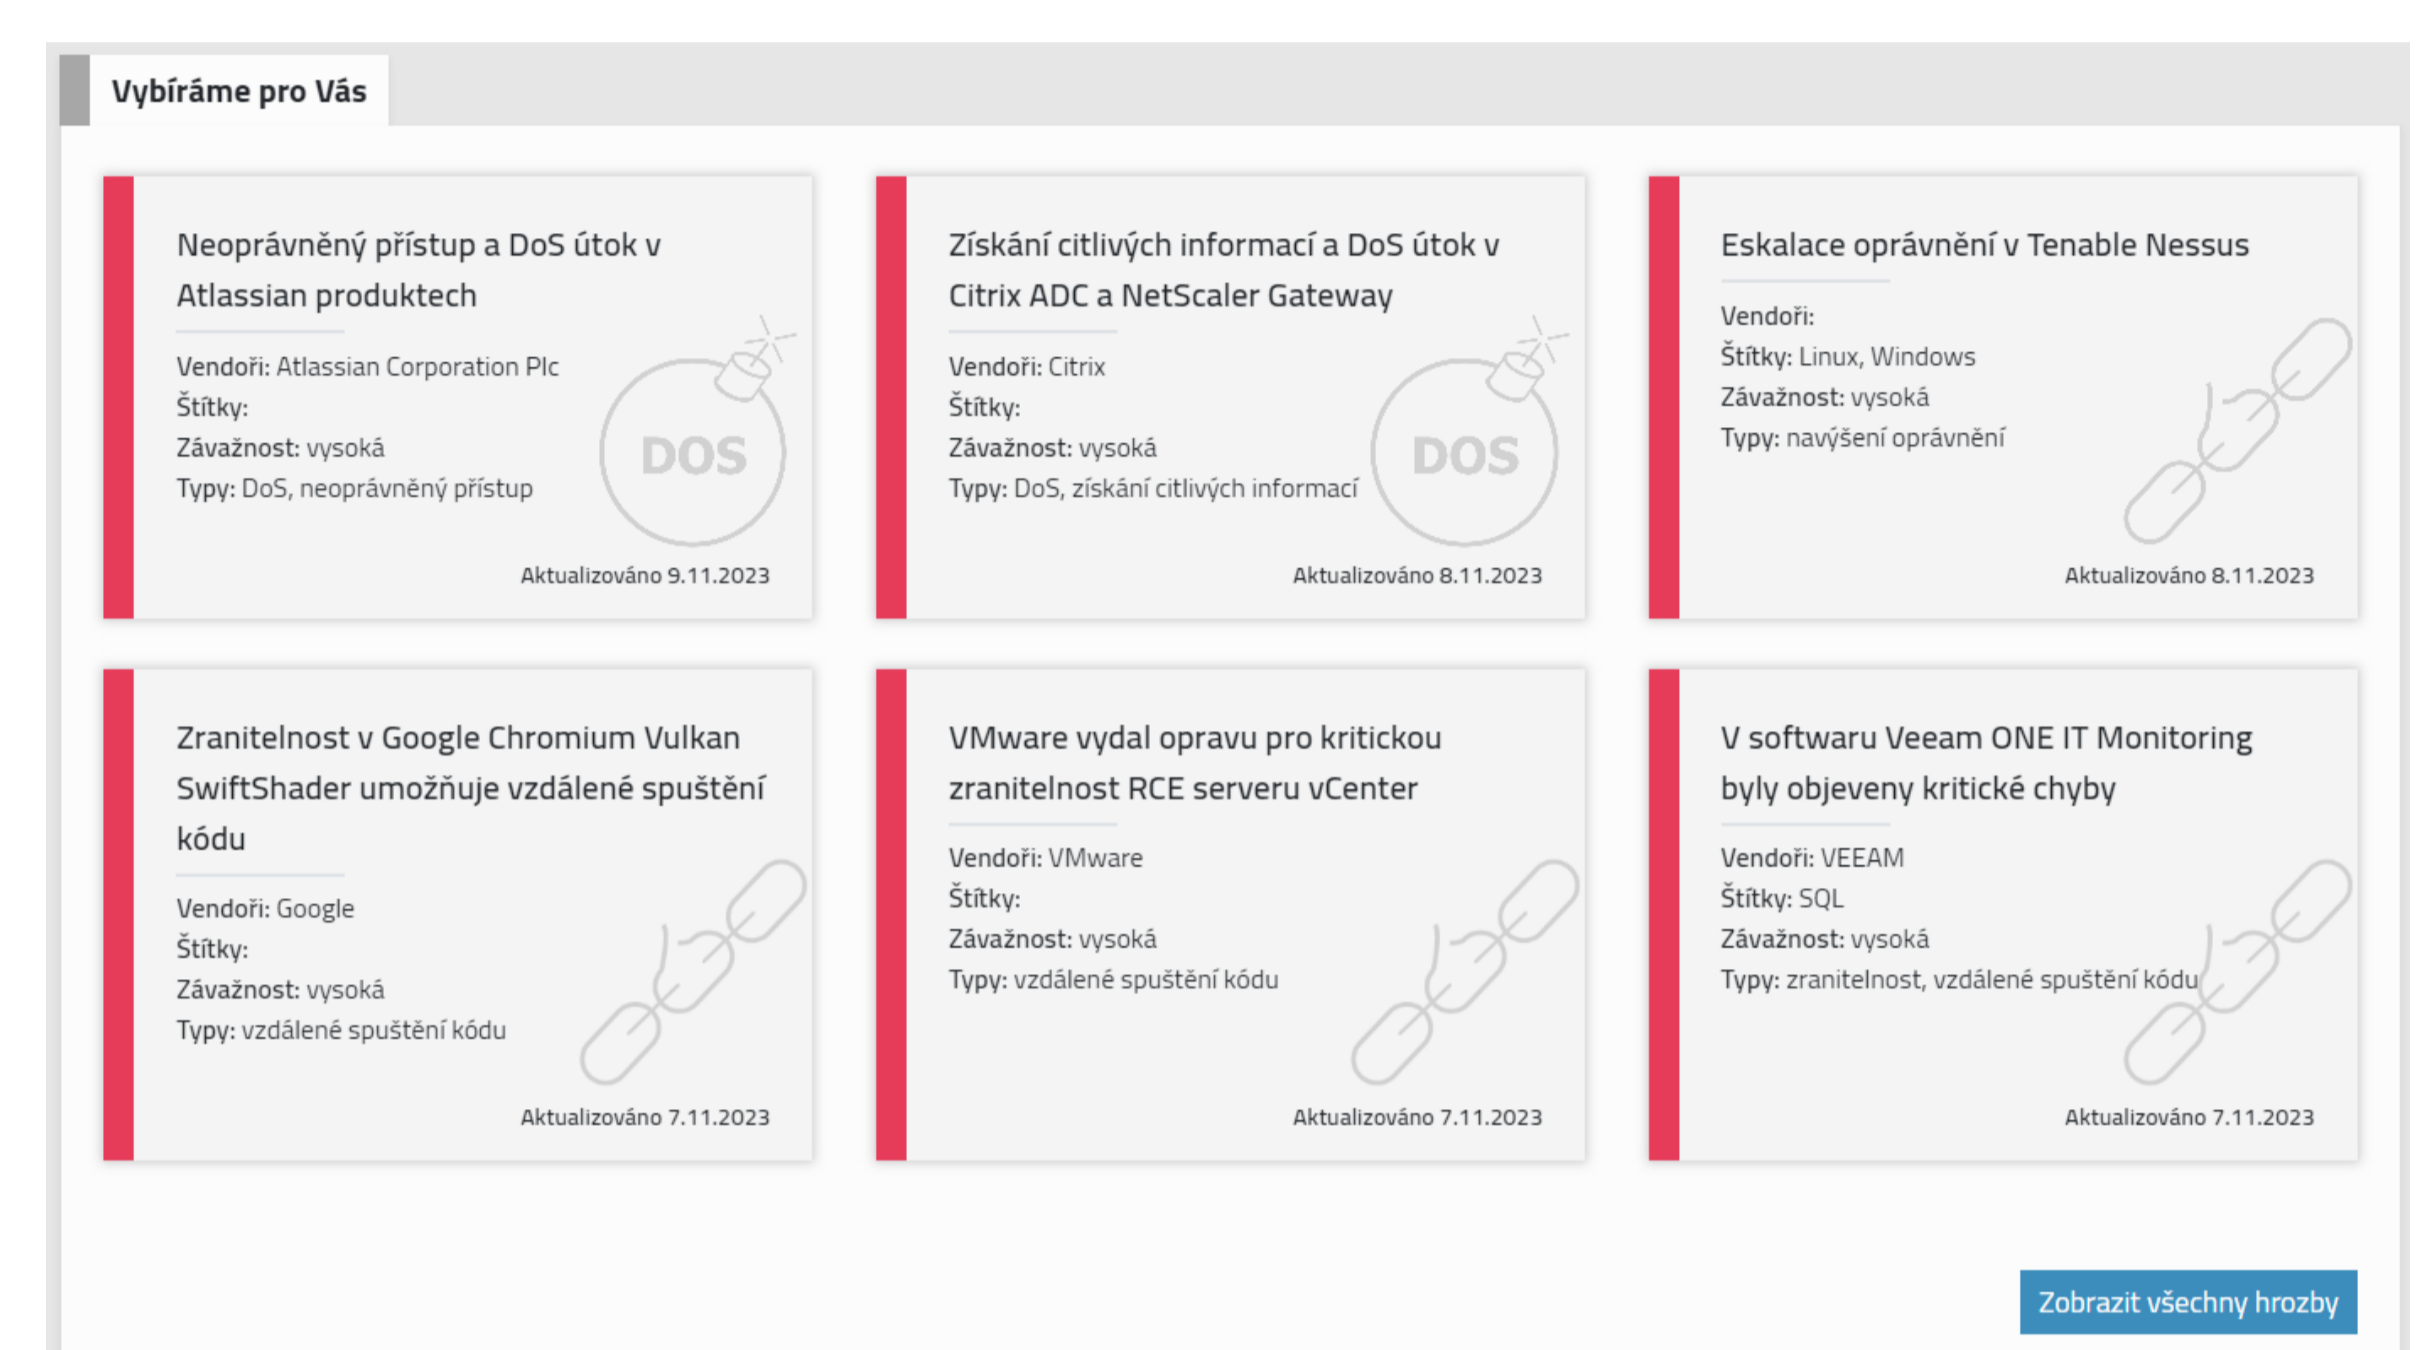 Vybíráme pro Vás
Neoprávněný přístup a DoS útok v
Atlassian produktech
Vendoři: Atlassian Corporation Plc
Štítky:
Závažnost: vysoká
Typy: DoS, neoprávněný přístup
DOS
Aktualizováno 9.11.2023
Získání citlivých informací a DoS útok v
Citrix ADC a NetScaler Gateway
Vendoři: Citrix
Štítky:
Závažnost: vysoká
Typy: DoS, získání citlivých informací
DOS
Aktualizováno 8.11.2023
Eskalace oprávnění v Tenable Nessus
Vendoři:
Štítky: Linux, Windows
Závažnost: vysoká
Typy: navýšení oprávnění
Aktualizováno 8.11.2023
Zranitelnost v Google Chromium Vulkan
SwiftShader umožňuje vzdálené spuštění
kódu
Vendoři: Google
Štítky:
Závažnost: vysoká
Typy: vzdálené spuštění kódu
Aktualizováno 7.11.2023
VMware vydal opravu pro kritickou
zranitelnost RCE serveru vCenter
Vendoři: VMware
Štítky:
Závažnost: vysoká
Typy: vzdálené spuštění kódu
Aktualizováno 7.11.2023
V softwaru Veeam ONE IT Monitoring
byly objeveny kritické chyby
Vendoři: VEEAM
Štítky: SQL
Závažnost: vysoká
Typy: zranitelnost, vzdálené spuštění kódu
Aktualizováno 7.11.2023
Zobrazit všechny hrozby